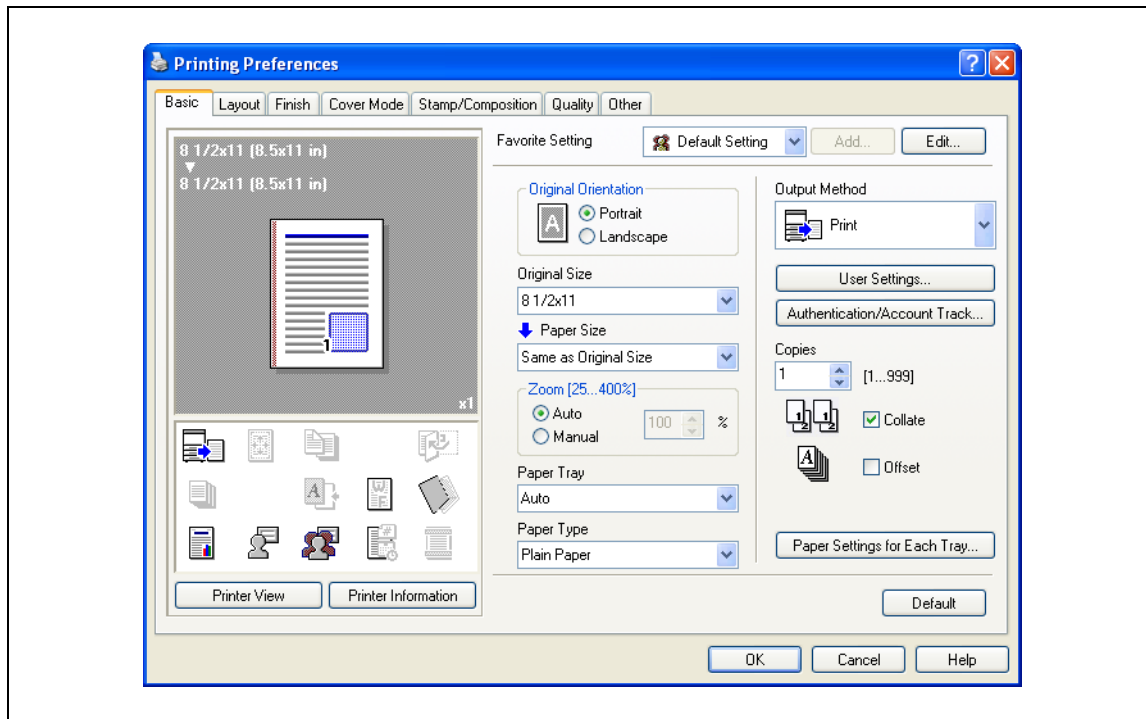 Printing Preferences
Basic Layout Finish Cover Mode Stamp/Composition Quality Other
8 1/2x11 (8.5x11 in)
8 1/2x11 (8.5x11 in)
1
x1
Printer View Printer Information
Favorite Setting Default Setting Add... Edit...
Original Orientation
A
Portrait
Landscape
Original Size
8 1/2x11
Paper Size
Same as Original Size
Zoom [25...400%]
Auto
Manual
100 %
Paper Tray
Auto
Paper Type
Plain Paper
Output Method
Print
User Settings...
Authentication/Account Track...
Copies
1 [1...999]
Collate
Offset
Paper Settings for Each Tray...
Default
OK Cancel Help